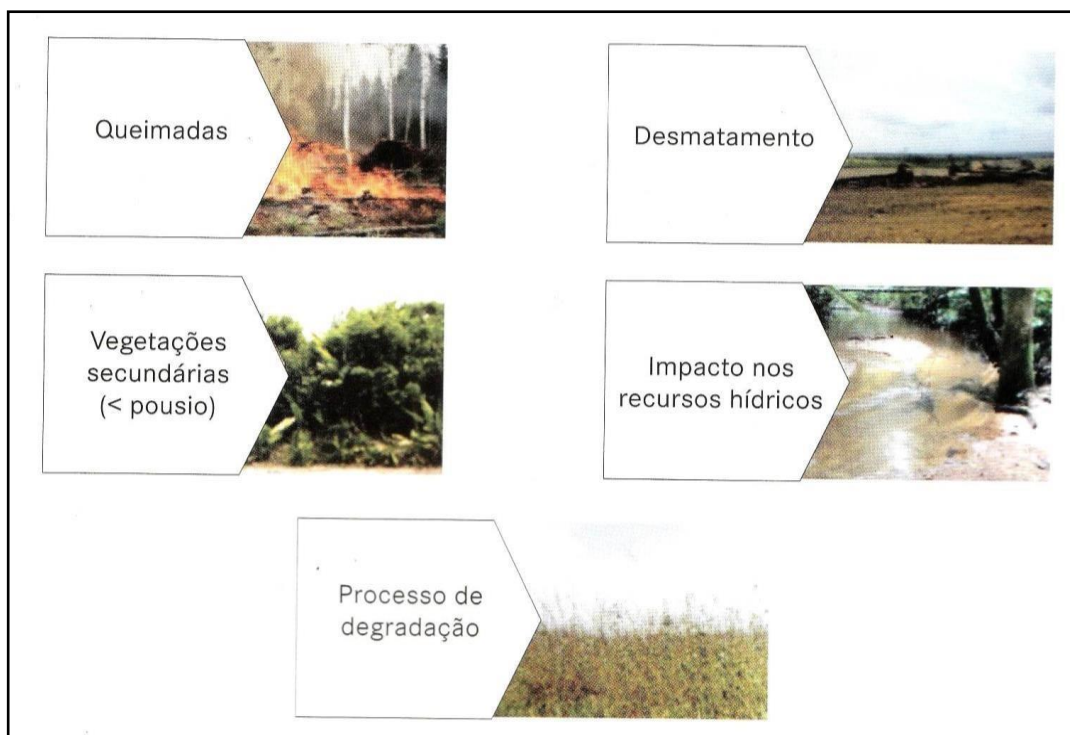 Queimadas
Desmatamento
Vegetações
secundárias
(< pousio)
Impacto nos
recursos hídricos
Processo de
degradação